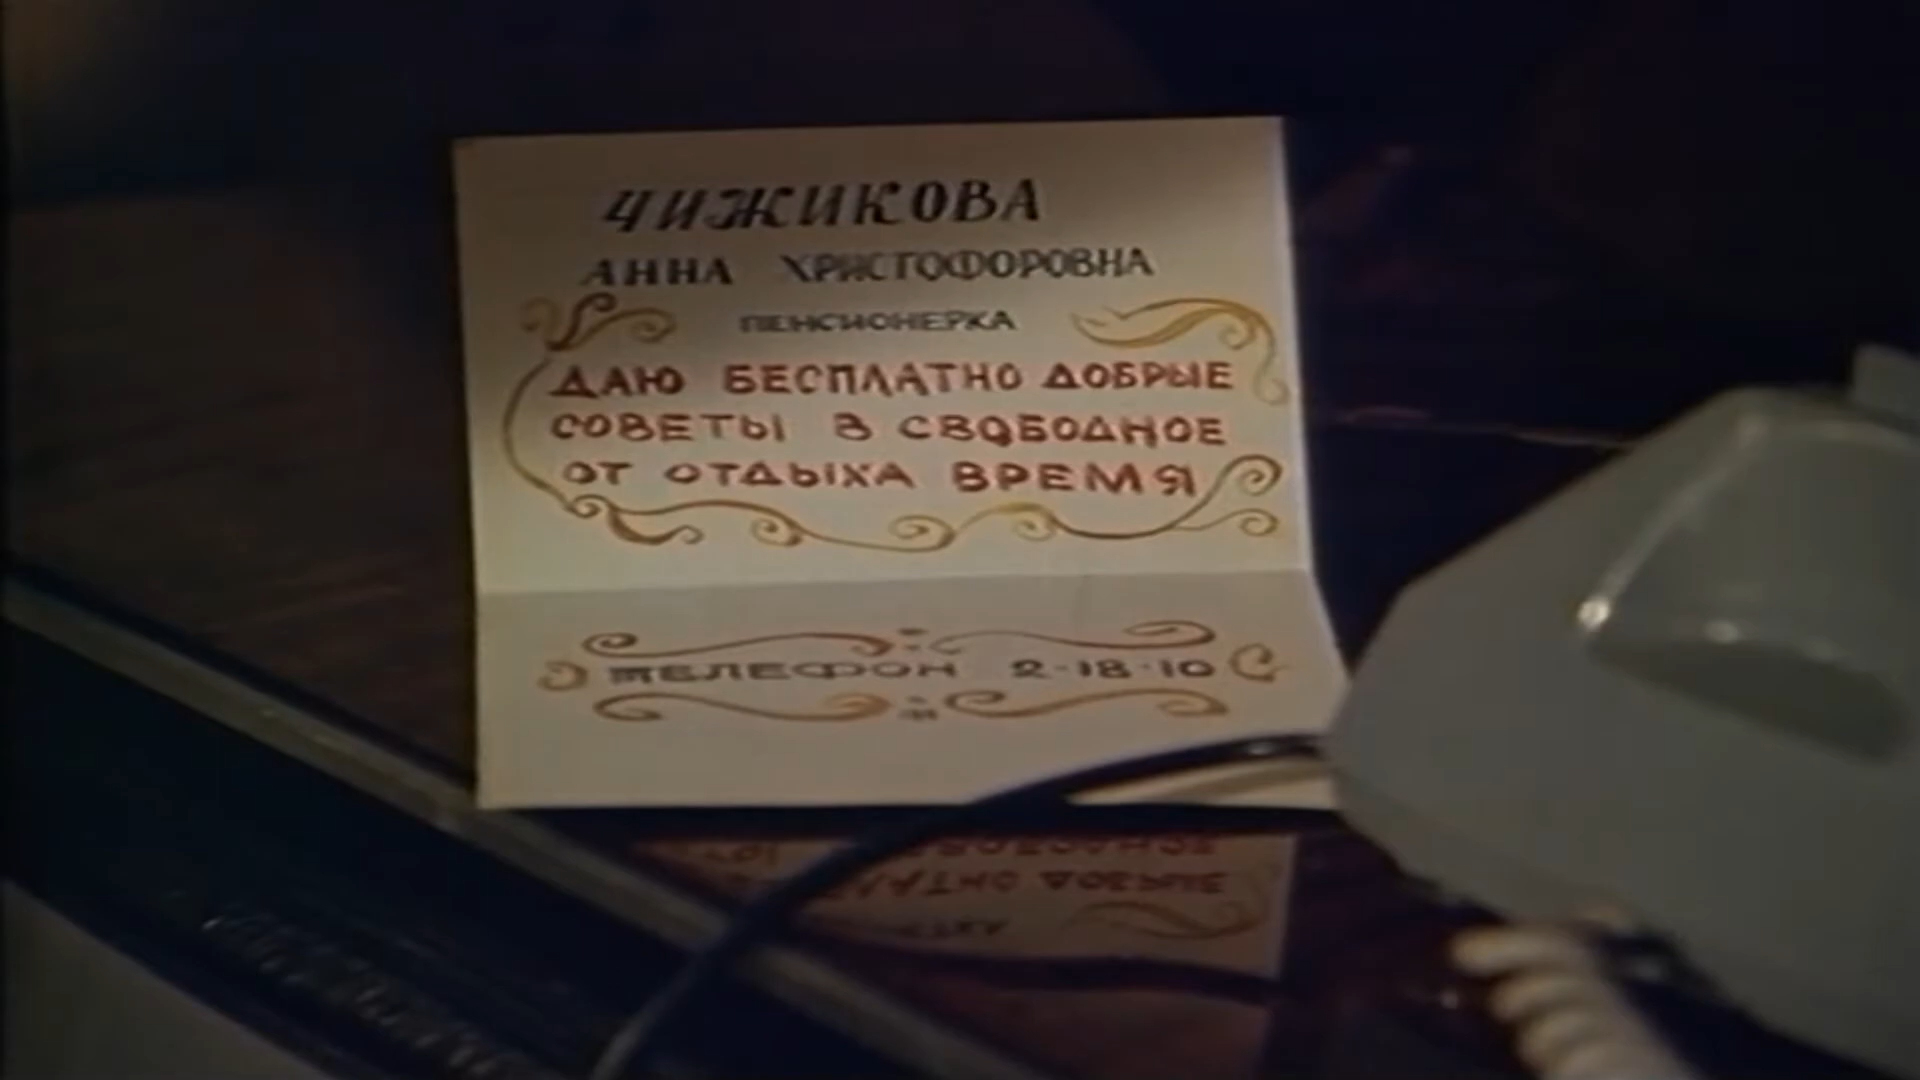 ЧИЖИКОВА
АННА ХРИСТОФОРОВНА
ПЕНСИОНЕРКА
ДАЮ БЕСПЛАТНО ДОБРЫЕ
СОВЕТЫ В СВОБОДНОЕ
ОТ ОТДЫХА ВРЕМЯ
ТЕЛЕФОН 2-18-10